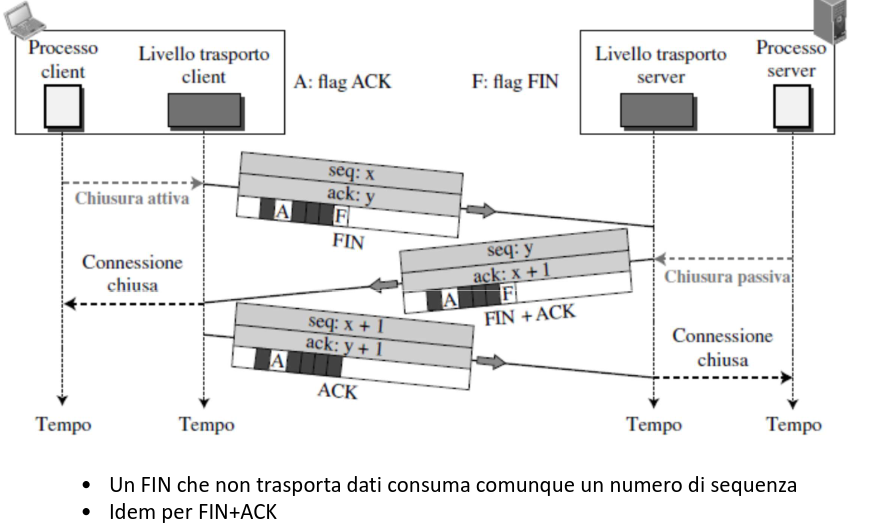 Processo
client
Livello trasporto
client
A: flag ACK
F: flag FIN
Livello trasporto
server
Processo
server
seq: x
ack: y
A
F
FIN
Chiusura attiva
seq: y
ack: x + 1
A
F
FIN + ACK
Chiusura passiva
Connessione
chiusa
seq: x + 1
ack: y + 1
A
ACK
Connessione
chiusa
Tempo
Tempo
Tempo
Tempo
• Un FIN che non trasporta dati consuma comunque un numero di sequenza
• Idem per FIN+ACK